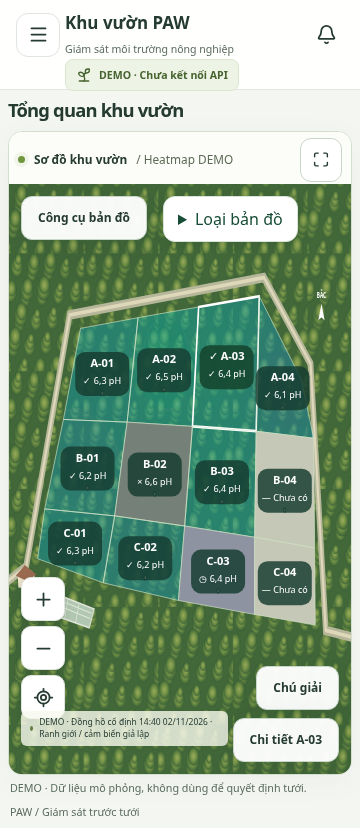 Khu vườn PAW
Giám sát môi trường nông nghiệp
DEMO · Chưa kết nối API
Tổng quan khu vườn
Sơ đồ khu vườn / Heatmap DEMO
Công cụ bản đồ
▶ Loại bản đồ
BẮC
A-01
✓ 6,3 pH
A-02
✓ 6,5 pH
✓ A-03
✓ 6,4 pH
A-04
✓ 6,1 pH
B-01
✓ 6,2 pH
B-02
× 6,6 pH
B-03
✓ 6,4 pH
B-04
— Chưa có
C-01
✓ 6,3 pH
C-02
✓ 6,2 pH
C-03
◷ 6,4 pH
C-04
— Chưa có
+
−
Chú giải
DEMO · Đồng hồ cố định 14:40 02/11/2026 ·
Ranh giới / cảm biến giả lập
Chi tiết A-03
DEMO · Dữ liệu mô phỏng, không dùng để quyết định tưới.
PAW / Giám sát trước tưới